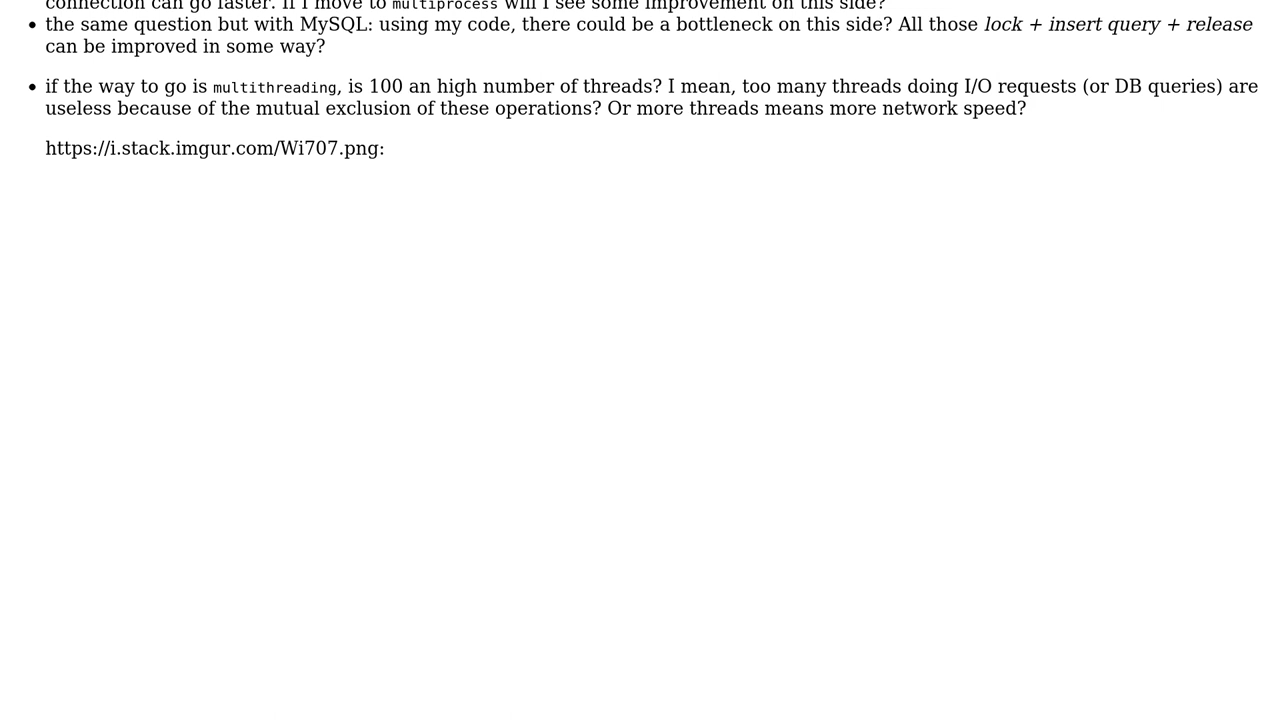 connection can go faster. If I move to multiprocess will I see some improvement on this side?
the same question but with MySQL: using my code, there could be a bottleneck on this side? All those lock + insert query + release
can be improved in some way?
if the way to go is multithreading, is 100 an high number of threads? I mean, too many threads doing I/O requests (or DB queries) are
useless because of the mutual exclusion of these operations? Or more threads means more network speed?
https://i.stack.imgur.com/Wi707.png: